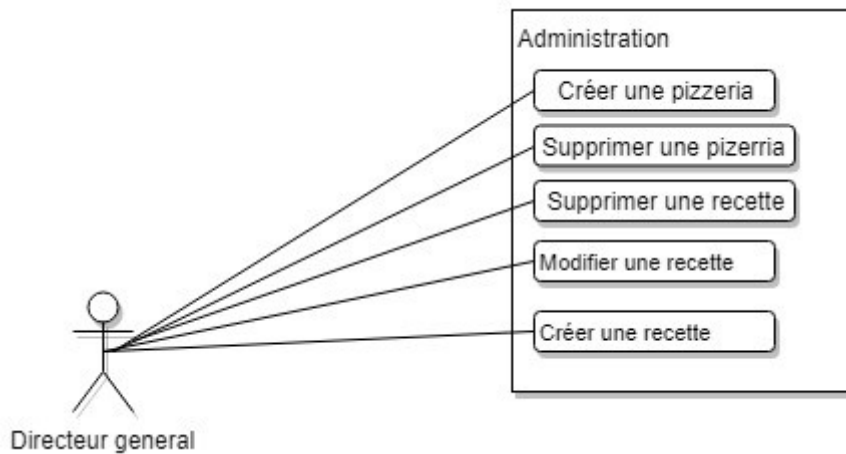 Administration
Créer une pizzeria
Supprimer une pizerria
Supprimer une recette
Modifier une recette
Créer une recette
Directeur general